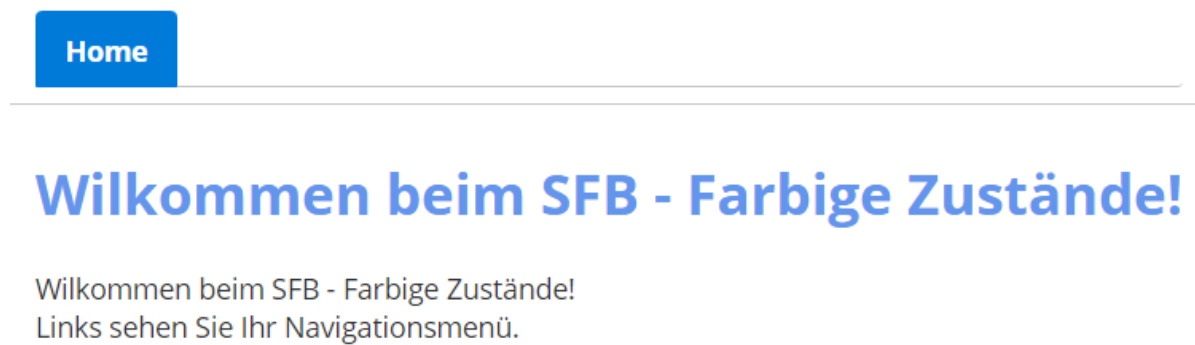 Home
Wilkommen beim SFB - Farbige Zustände!
Wilkommen beim SFB - Farbige Zustände!
Links sehen Sie Ihr Navigationsmenü.